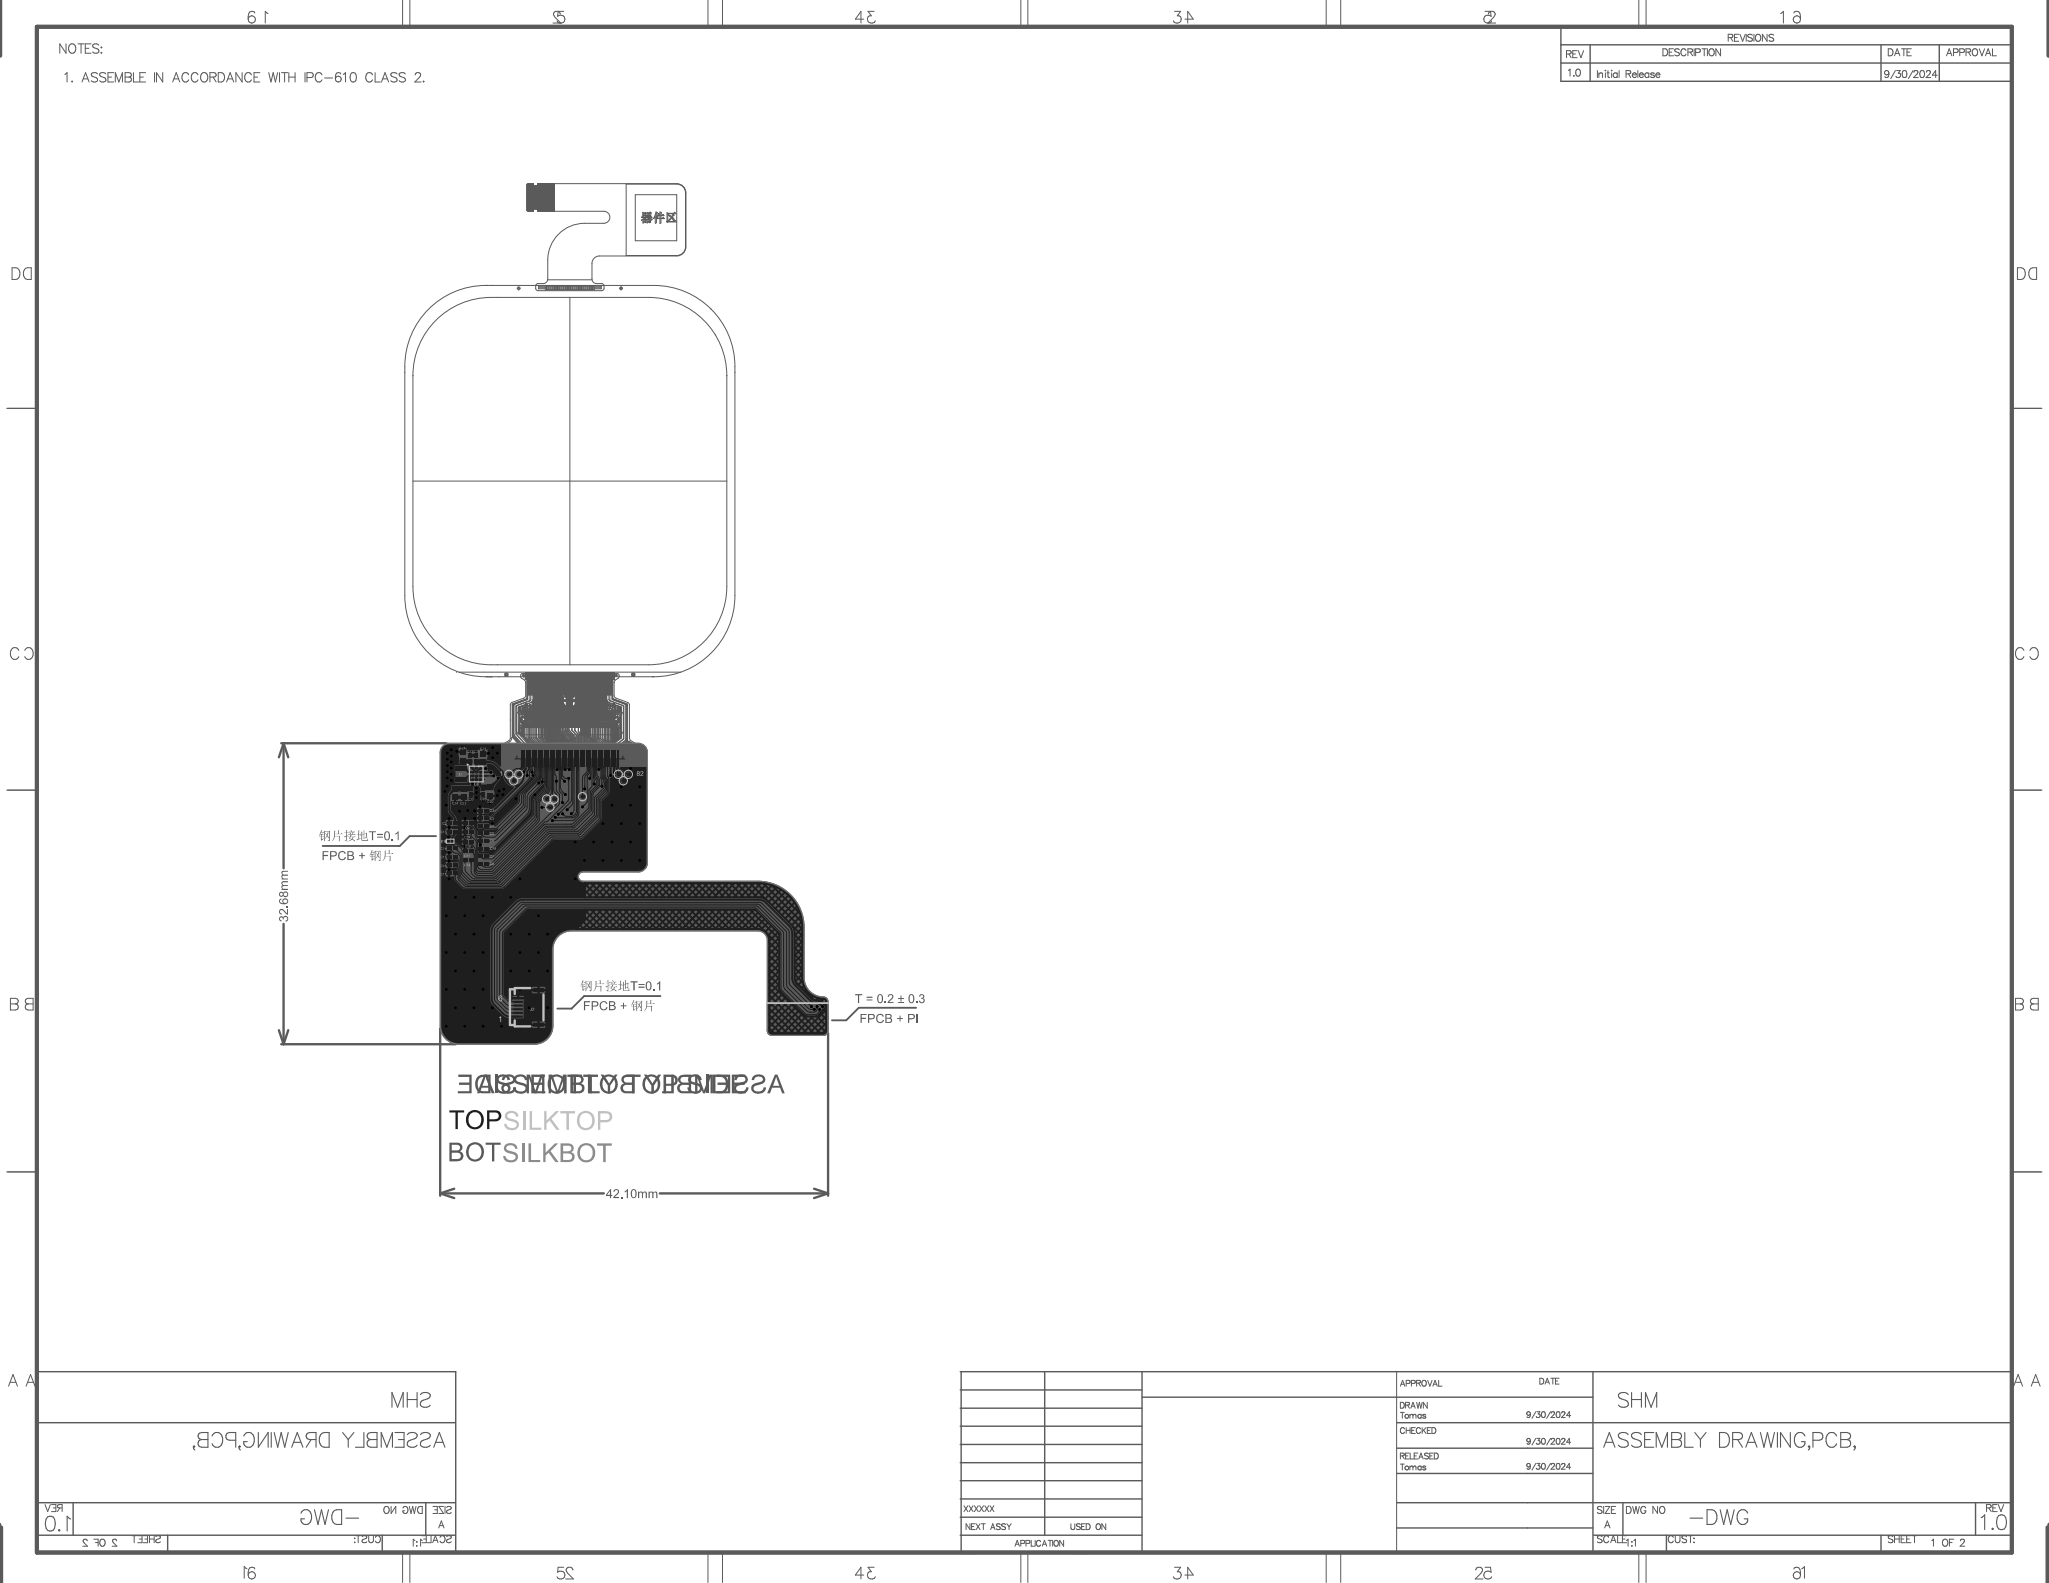 NOTES:
1. ASSEMBLE IN ACCORDANCE WITH IPC-610 CLASS 2.
REVISIONS
REV DESCRIPTION DATE APPROVAL
1.0 Initial Release 9/30/2024
器件区
DD
CC
BB
A A
钢片接地T=0.1
FPCB + 钢片
32.68mm
钢片接地T=0.1
FPCB + 钢片
T = 0.2 ± 0.3
FPCB + PI
TOPSILKTOP
BOTSILKBOT
42.10mm
SHM
ASSEMBLY DRAWING,PCB,
SIZE DWG NO REV
A -DWG 1.0
SCALE 1:1 CUST: SHEET 2 OF 2
XXXXXX
NEXT ASSY USED ON
APPLICATION
APPROVAL DATE
DRAWN
Tomas 9/30/2024
CHECKED
9/30/2024
RELEASED
Tomas 9/30/2024
SHM
ASSEMBLY DRAWING,PCB,
SIZE DWG NO REV
A -DWG 1.0
SCALE 1:1 CUST: SHEET 1 OF 2